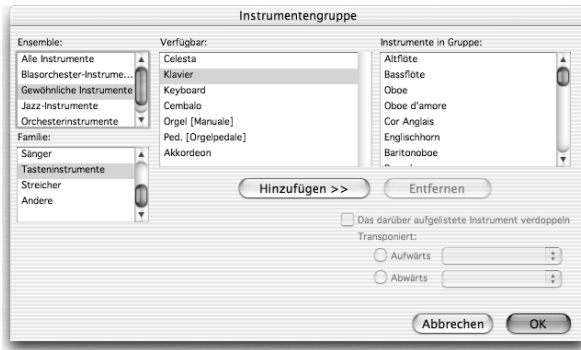 Instrumentengruppe
Ensemble:
Alle Instrumente
Blasorchester-Instrume...
Gewöhnliche Instrumente
Jazz-Instrumente
Orchesterinstrumente
Familie:
Sänger
Tasteninstrumente
Streicher
Andere
Verfügbar:
Celesta
Klavier
Keyboard
Cembalo
Orgel [Manuale]
Ped. [Orgelpedale]
Akkordeon
Instrumente in Gruppe:
Altflöte
Bassflöte
Oboe
Oboe d'amore
Cor Anglais
Englischhorn
Baritonoboe
Hinzufügen >>
Entfernen
Das darüber aufgelistete Instrument verdoppeln
Transponiert:
Aufwärts
Abwärts
Abbrechen
OK